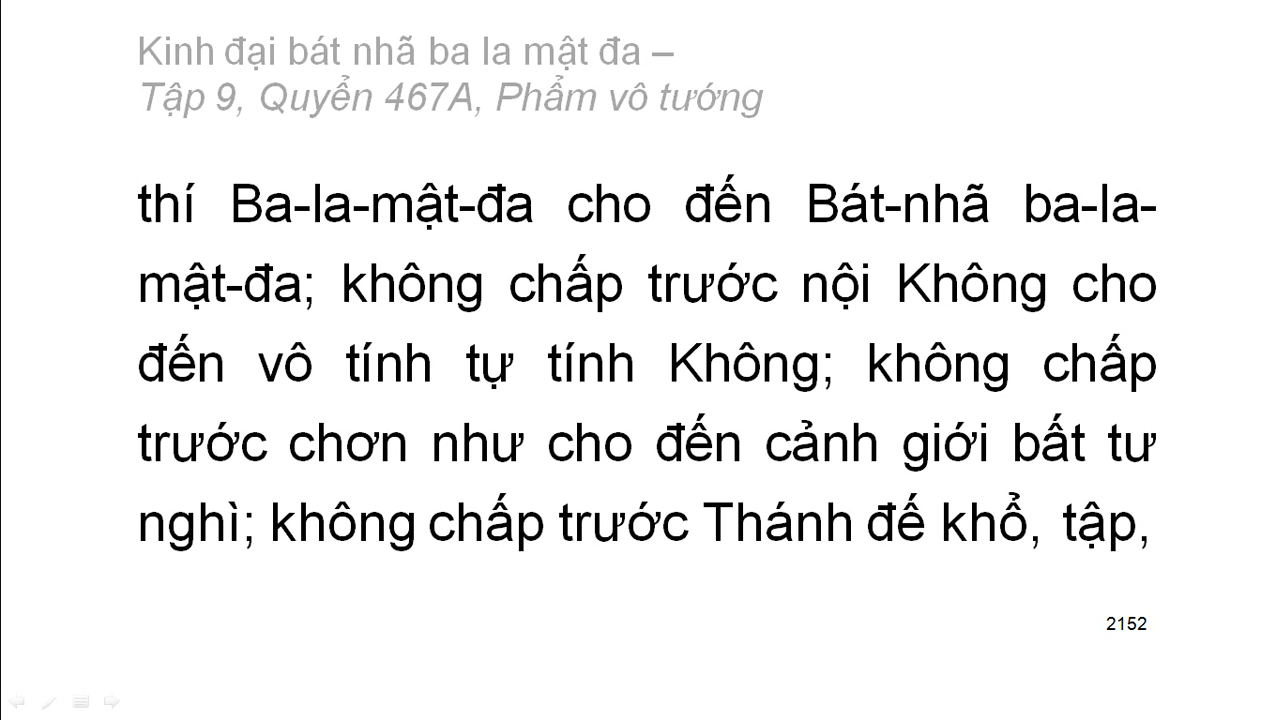 Kinh đại bát nhã ba la mật đa –
Tập 9, Quyển 467A, Phẩm vô tướng
thí Ba-la-mật-đa cho đến Bát-nhã ba-la-
mật-đa; không chấp trước nội Không cho
đến vô tính tự tính Không; không chấp
trước chơn như cho đến cảnh giới bất tư
nghì; không chấp trước Thánh đế khổ, tập,
2152